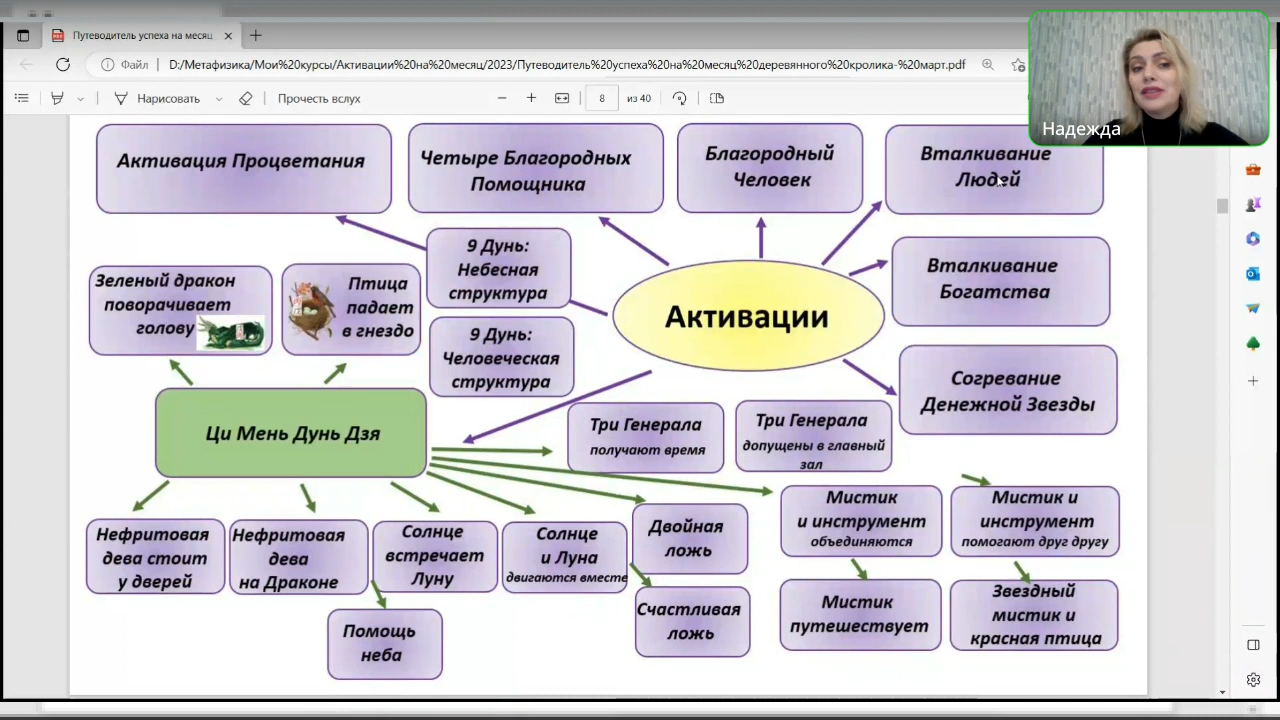 Путеводитель успеха на месяц
Файл
D:/Метафизика/Мои%20курсы/Активации%20на%20месяц/2023/Путеводитель%20успеха%20на%20месяц%20деревянного%20кролика-%20март.pdf
Нарисовать
Прочесть вслух
8
из 40
Надежда
Активация Процветания
Четыре Благородных
Помощника
Благородный
Человек
Вталкивание
Людей
9 Дунь:
Небесная
структура
Вталкивание
Богатства
Зеленый дракон
поворачивает
голову
Птица
падает
в гнездо
Активации
9 Дунь:
Человеческая
структура
Согревание
Денежной Звезды
Ци Мень Дунь Дзя
Три Генерала
получают время
Три Генерала
допущены в главный
зал
Мистик
и инструмент
объединяются
Мистик и
инструмент
помогают друг другу
Нефритовая
дева стоит
у дверей
Нефритовая
дева
на Драконе
Солнце
встречает
Луну
Солнце
и Луна
двигаются вместе
Двойная
ложь
Счастливая
ложь
Мистик
путешествует
Звездный
мистик и
красная птица
Помощь
неба